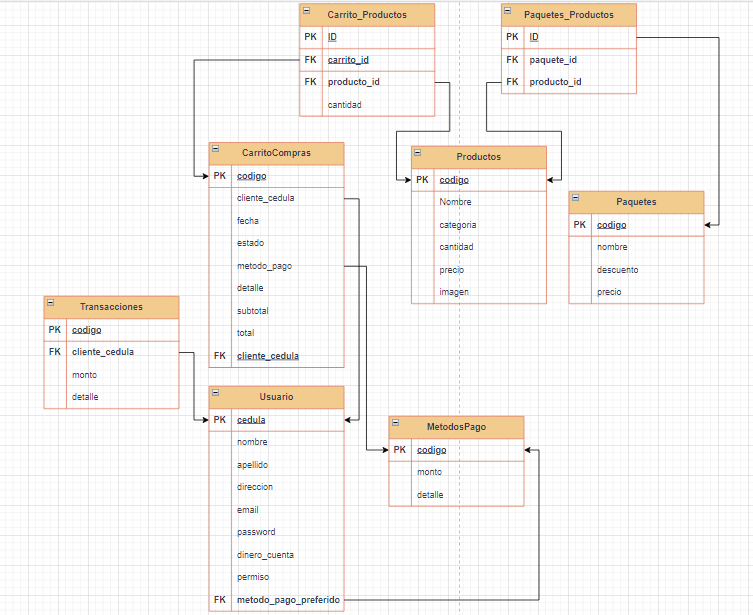 Carrito_Productos
PK ID
FK carrito_id
FK producto_id
cantidad
Paquetes_Productos
PK ID
FK paquete_id
FK producto_id
CarritoCompras
PK codigo
cliente_cedula
fecha
estado
metodo_pago
detalle
subtotal
total
FK cliente_cedula
Productos
PK codigo
Nombre
categoria
cantidad
precio
imagen
Paquetes
PK codigo
nombre
descuento
precio
Transacciones
PK codigo
FK cliente_cedula
monto
detalle
Usuario
PK cedula
nombre
apellido
direccion
email
password
dinero_cuenta
permiso
FK metodo_pago_preferido
MetodosPago
PK codigo
monto
detalle